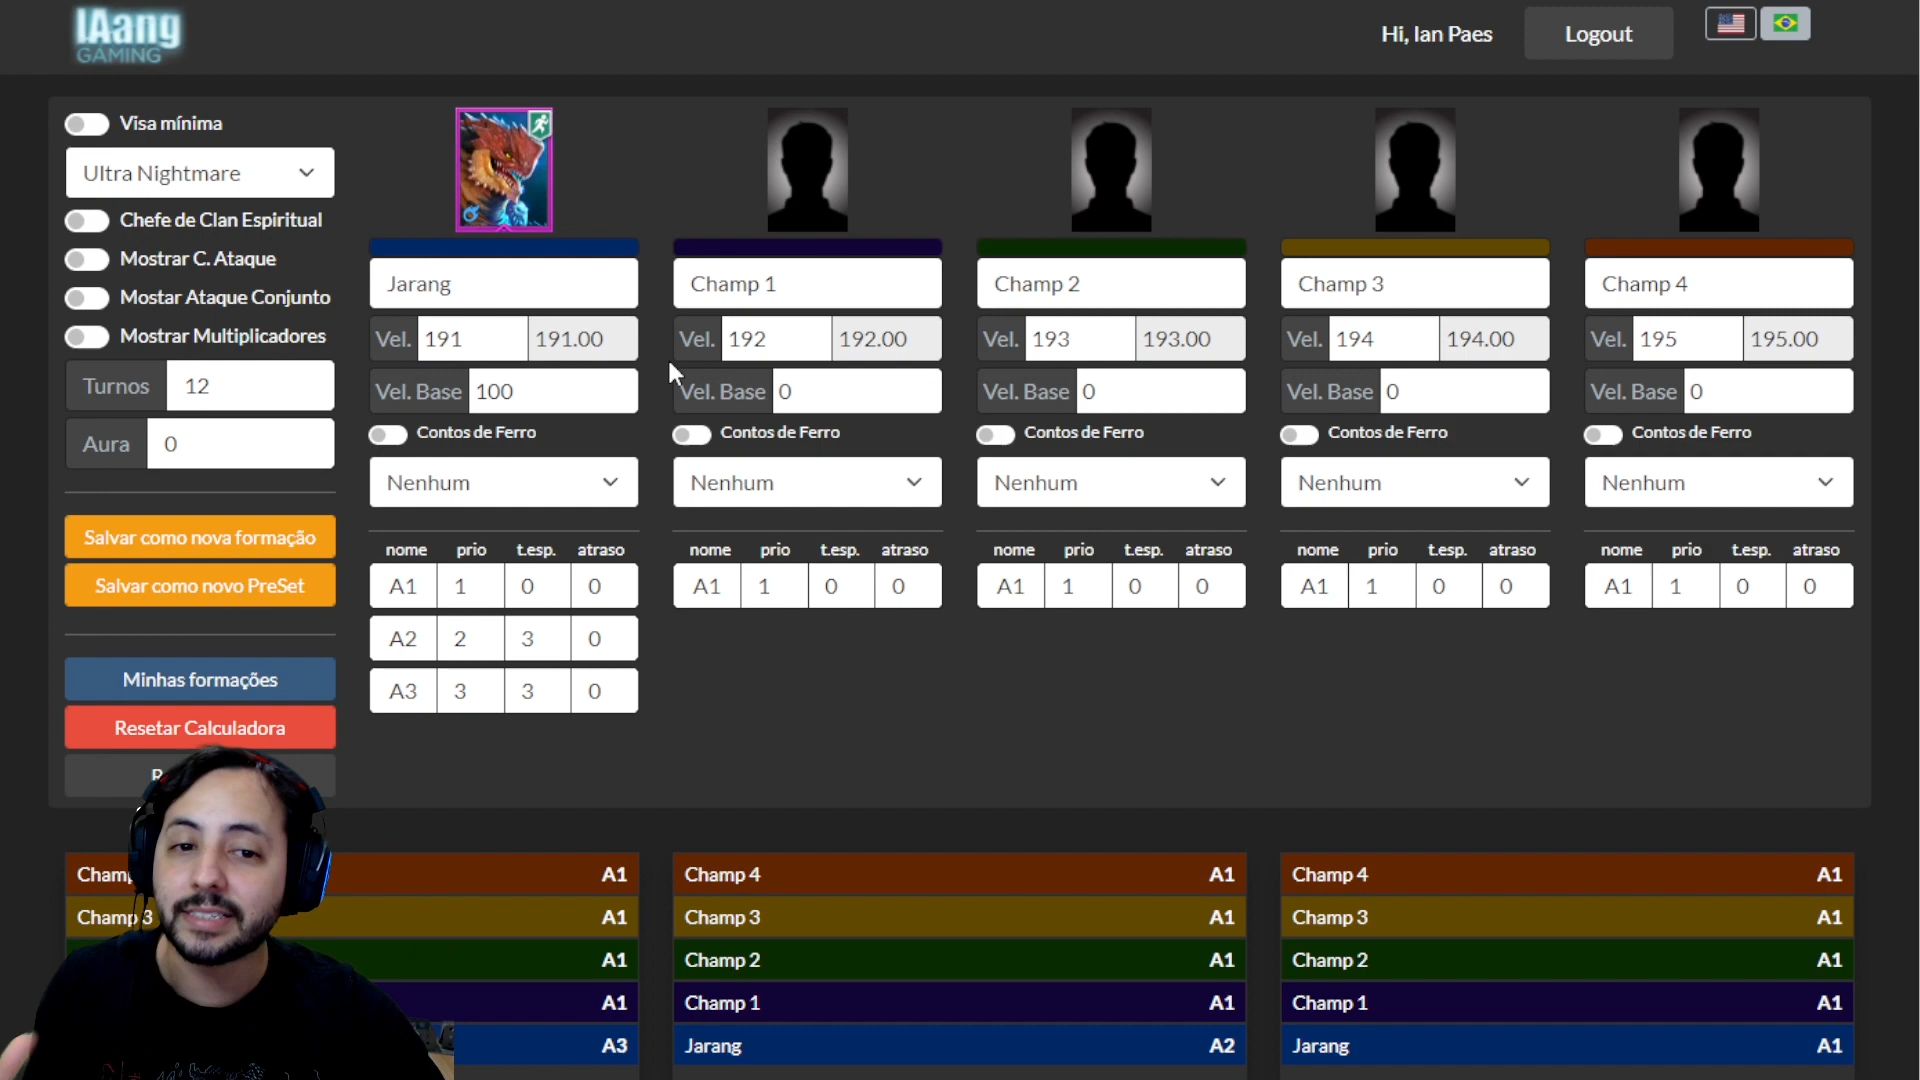 IAang
GAMING
Hi, Ian Paes
Logout
Visa mínima
Ultra Nightmare
Chefe de Clan Espiritual
Mostrar C. Ataque
Mostar Ataque Conjunto
Mostrar Multiplicadores
Turnos 12
Aura 0
Salvar como nova formação
Salvar como novo PreSet
Minhas formações
Resetar Calculadora
Jarang
Vel. 191 191.00
Vel. Base 100
Contos de Ferro
Nenhum
nome prio t.esp. atraso
A1 1 0 0
A2 2 3 0
A3 3 3 0
Champ 1
Vel. 192 192.00
Vel. Base 0
Contos de Ferro
Nenhum
nome prio t.esp. atraso
A1 1 0 0
Champ 2
Vel. 193 193.00
Vel. Base 0
Contos de Ferro
Nenhum
nome prio t.esp. atraso
A1 1 0 0
Champ 3
Vel. 194 194.00
Vel. Base 0
Contos de Ferro
Nenhum
nome prio t.esp. atraso
A1 1 0 0
Champ 4
Vel. 195 195.00
Vel. Base 0
Contos de Ferro
Nenhum
nome prio t.esp. atraso
A1 1 0 0
A1
Champ 3 A1
A1
A1
A3
Champ 4 A1
Champ 3 A1
Champ 2 A1
Champ 1 A1
Jarang A2
Champ 4 A1
Champ 3 A1
Champ 2 A1
Champ 1 A1
Jarang A1